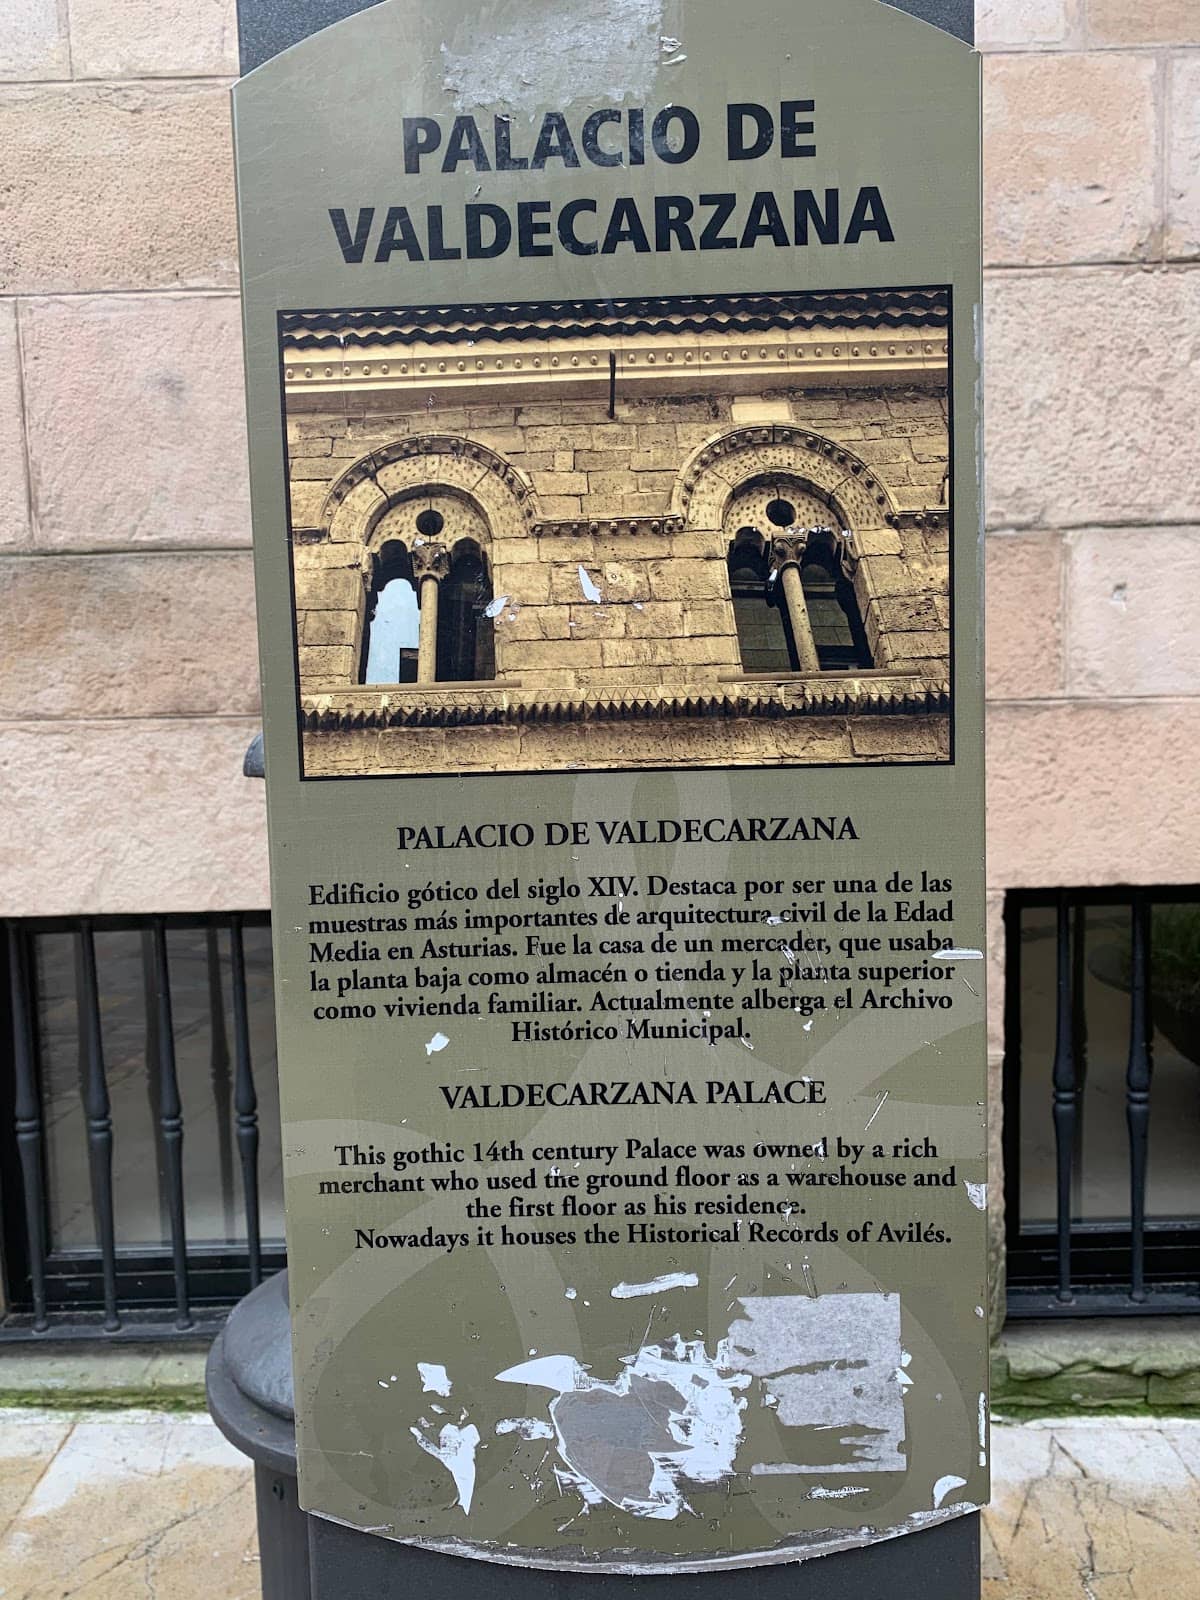 PALACIO DE
VALDECARZANA
PALACIO DE VALDECARZANA
Edificio gótico del siglo XIV. Destaca por ser una de las
muestras más importantes de arquitectura civil de la Edad
Media en Asturias. Fue la casa de un mercader, que usaba
la planta baja como almacén o tienda y la planta superior
como vivienda familiar. Actualmente alberga el Archivo
Histórico Municipal.
VALDECARZANA PALACE
This gothic 14th century Palace was owned by a rich
merchant who used the ground floor as a warehouse and
the first floor as his residence.
Nowadays it houses the Historical Records of Avilés.